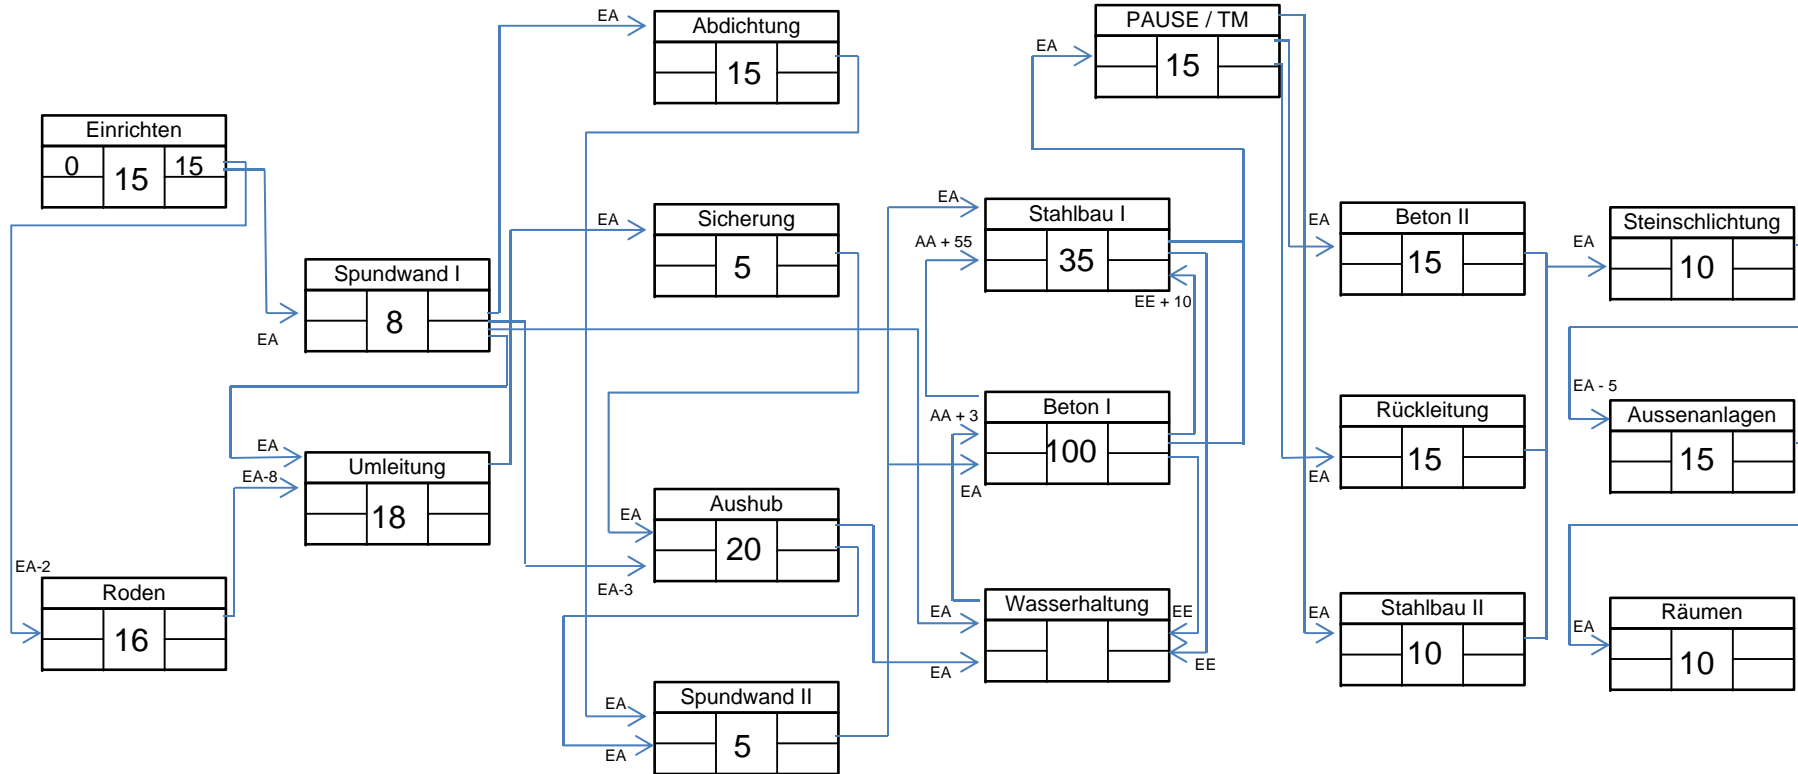 EA
Abdichtung
15
PAUSE / TM
EA
15
Einrichten
0
15
15
EA
Sicherung
5
EA
Stahlbau I
AA + 55
35
EE + 10
EA
Beton II
15
EA
Steinschlichtung
10
Spundwand I
8
EA
AA + 3
Beton I
100
EA
Rückleitung
15
EA
EA - 5
Aussenanlagen
15
EA
EA-8
Umleitung
18
EA
Aushub
20
EA-3
EA-2
Roden
16
Wasserhaltung
EA
EA
EE
EE
EA
Stahlbau II
10
EA
Räumen
10
EA
EA
Spundwand II
5